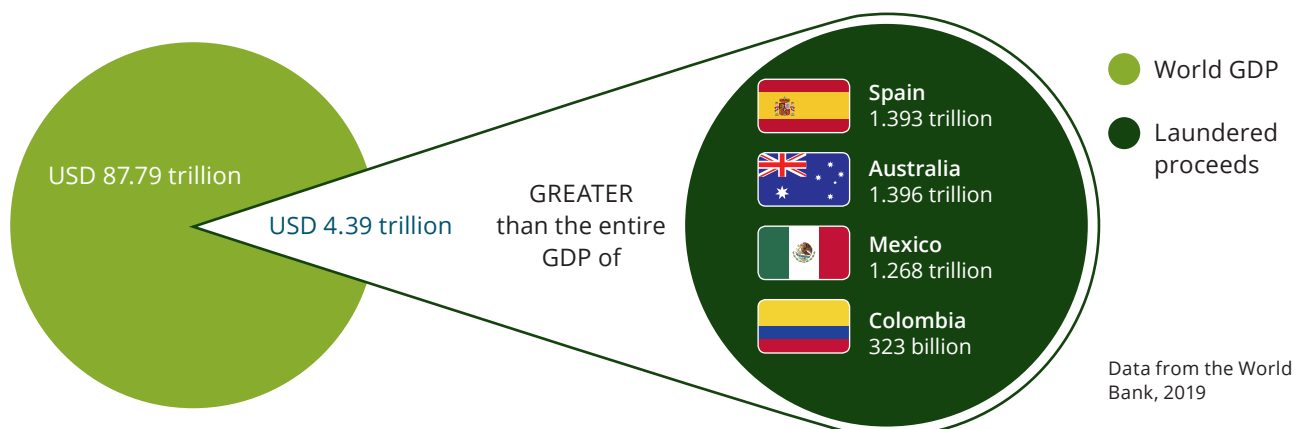 USD 87.79 trillion
USD 4.39 trillion
GREATER
than the entire
GDP of
Spain
1.393 trillion
Australia
1.396 trillion
Mexico
1.268 trillion
Colombia
323 billion
World GDP
Laundered
proceeds
Data from the World
Bank, 2019